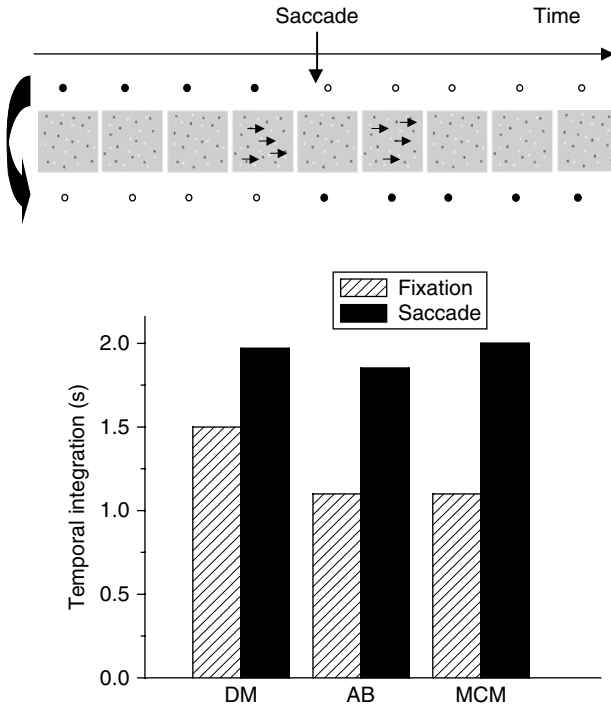 Saccade Time
Fixation
Saccade
2.0
1.5
1.0
0.5
0.0
Temporal integration (s)
DM AB MCM